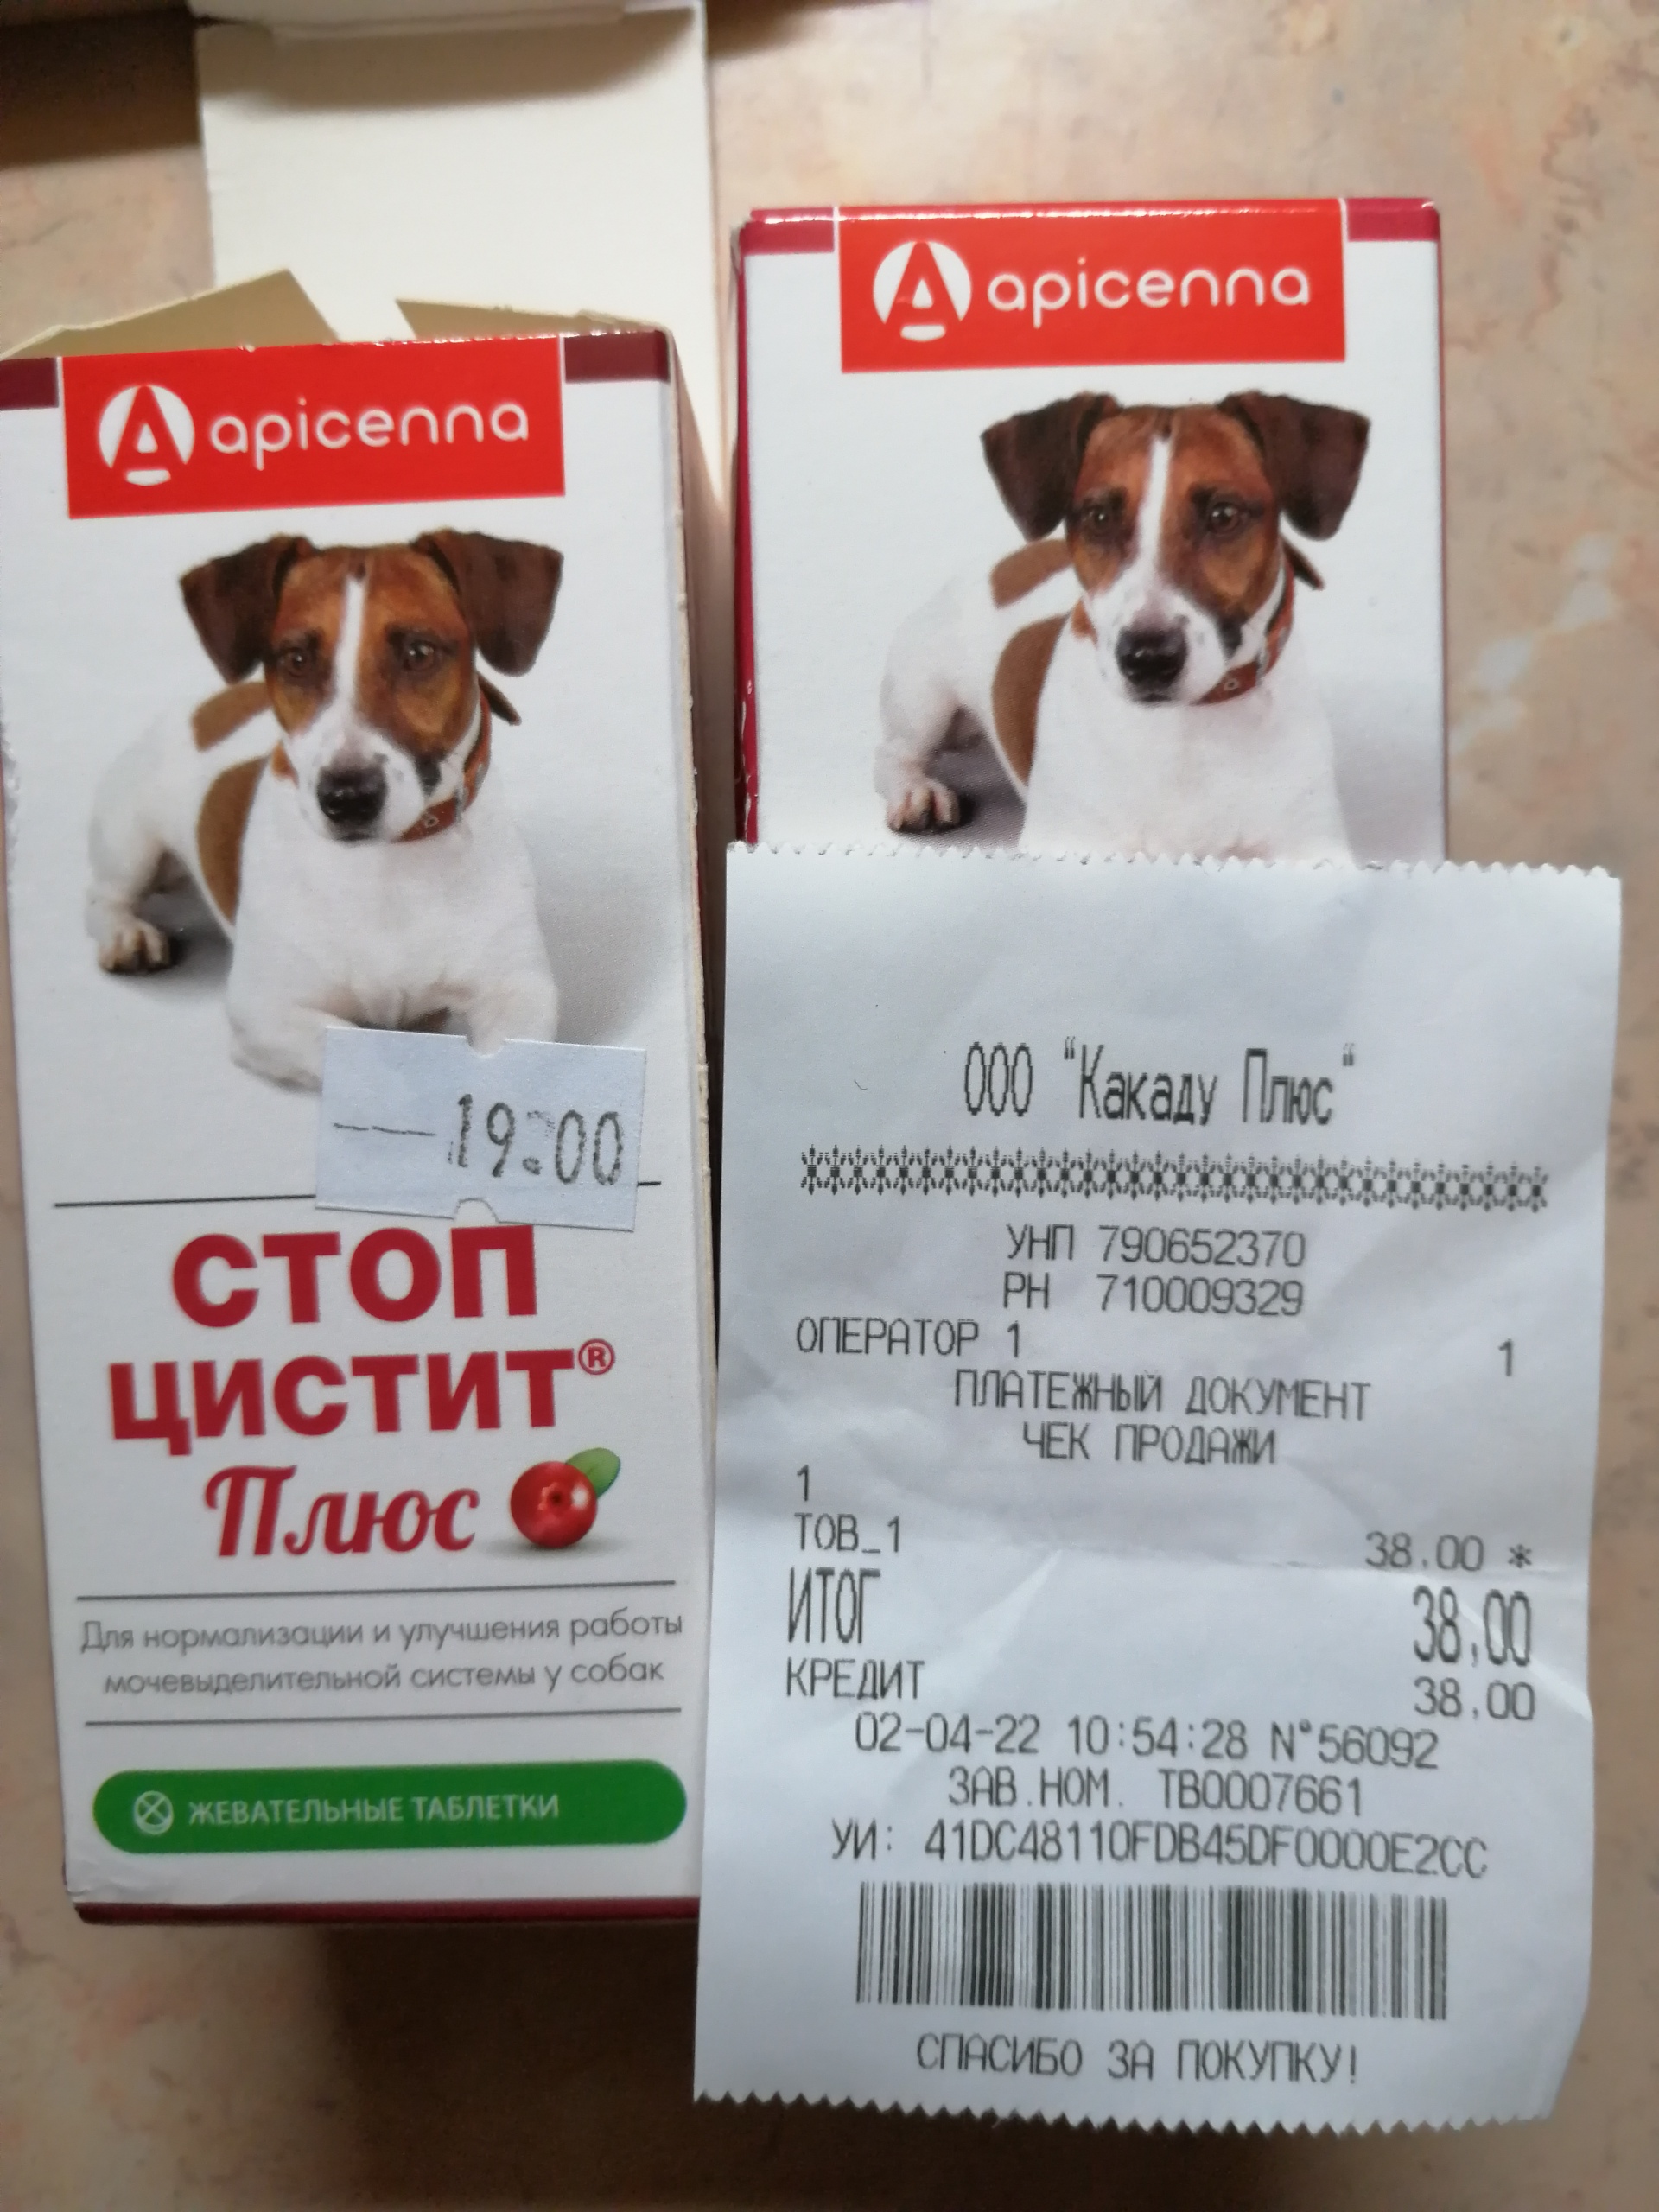 apicenna
19.00
СТОП
ЦИСТИТ®
Плюс
Для нормализации и улучшения работы
мочевыделительной системы у собак
ЖЕВАТЕЛЬНЫЕ ТАБЛЕТКИ
apicenna
ООО "Какаду Плюс"
УНП 790652370
РН 710009329
ОПЕРАТОР 1 1
ПЛАТЕЖНЫЙ ДОКУМЕНТ
ЧЕК ПРОДАЖИ
1
ТОВ_1 38.00 *
ИТОГ 38,00
КРЕДИТ 38.00
02-04-22 10:54:28 N°56092
ЗАВ.НОМ. ТВ0007661
УИ: 41DC48110FDB45DF0000E2CC
СПАСИБО ЗА ПОКУПКУ!